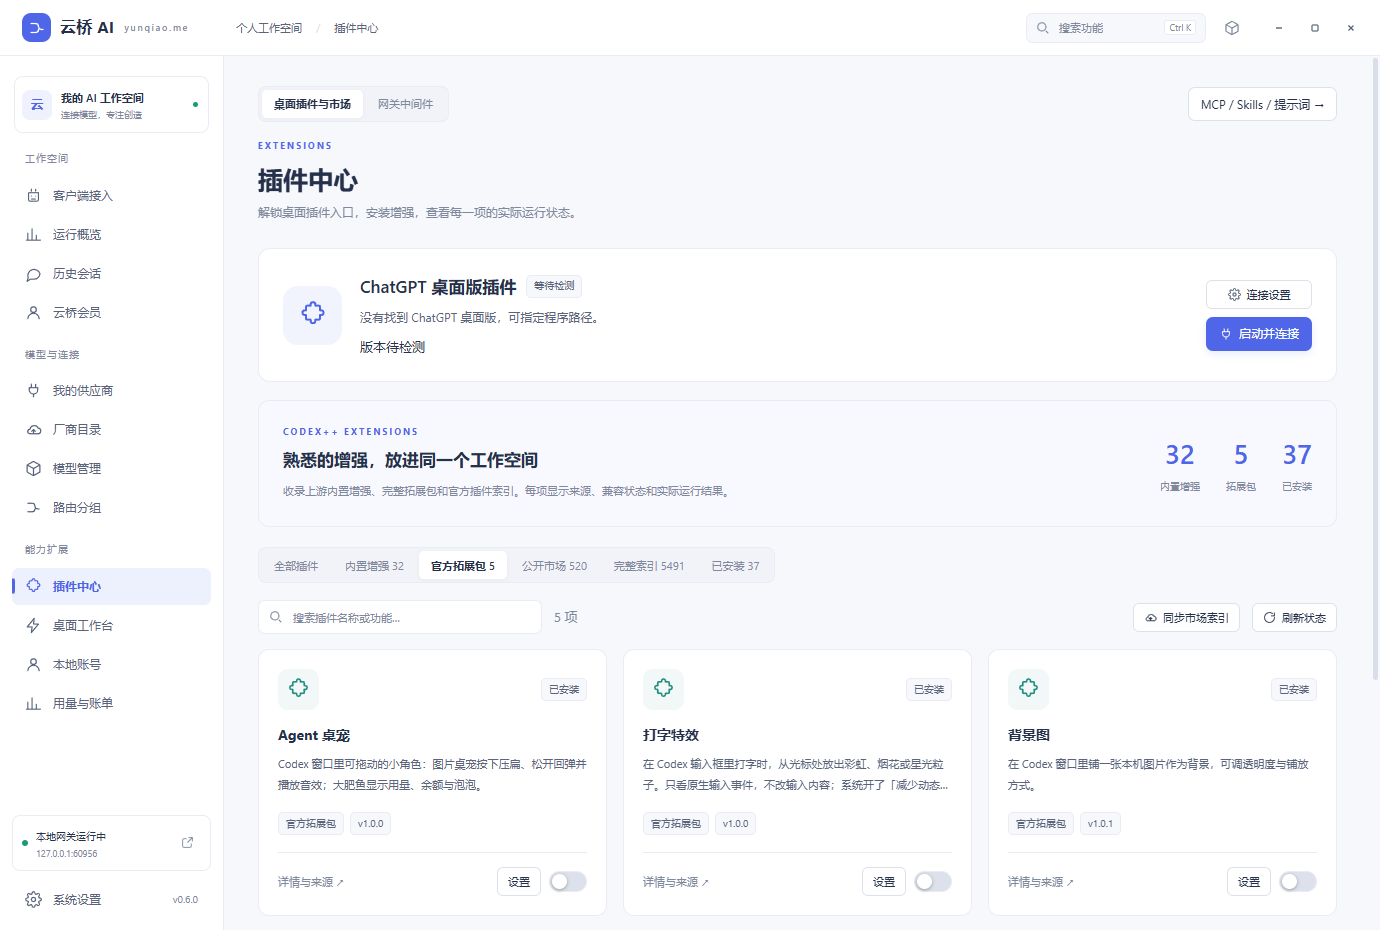 云桥 AI yunqiao.me
个人工作空间 / 插件中心
搜索功能 Ctrl K
云
我的 AI 工作空间
连接模型，专注创造
工作空间
客户端接入
运行概览
历史会话
云桥会员
模型与连接
我的供应商
厂商目录
模型管理
路由分组
能力扩展
插件中心
桌面工作台
本地账号
用量与账单
本地网关运行中
127.0.0.1:60956
系统设置 v0.6.0
桌面插件与市场 网关中间件
MCP / Skills / 提示词 →
EXTENSIONS
插件中心
解锁桌面插件入口，安装增强，查看每一项的实际运行状态。
ChatGPT 桌面版插件 等待检测
没有找到 ChatGPT 桌面版，可指定程序路径。
版本待检测
连接设置
启动并连接
CODEX++ EXTENSIONS
熟悉的增强，放进同一个工作空间
收录上游内置增强、完整拓展包和官方插件索引。每项显示来源、兼容状态和实际运行结果。
32 5 37
内置增强 拓展包 已安装
全部插件 内置增强 32 官方拓展包 5 公开市场 520 完整索引 5491 已安装 37
搜索插件名称或功能... 5 项
同步市场索引 刷新状态
已安装
Agent 桌宠
Codex 窗口里可拖动的小角色：图片桌宠按下压扁、松开回弹并
播放音效；大肥鱼显示用量、余额与泡泡。
官方拓展包 v1.0.0
详情与来源 ↗ 设置
已安装
打字特效
在 Codex 输入框里打字时，从光标处放出彩虹、烟花或星光粒
子。只看原生输入事件，不改输入内容；系统开了「减少动态...
官方拓展包 v1.0.0
详情与来源 ↗ 设置
已安装
背景图
在 Codex 窗口里铺一张本机图片作为背景，可调透明度与铺放
方式。
官方拓展包 v1.0.1
详情与来源 ↗ 设置